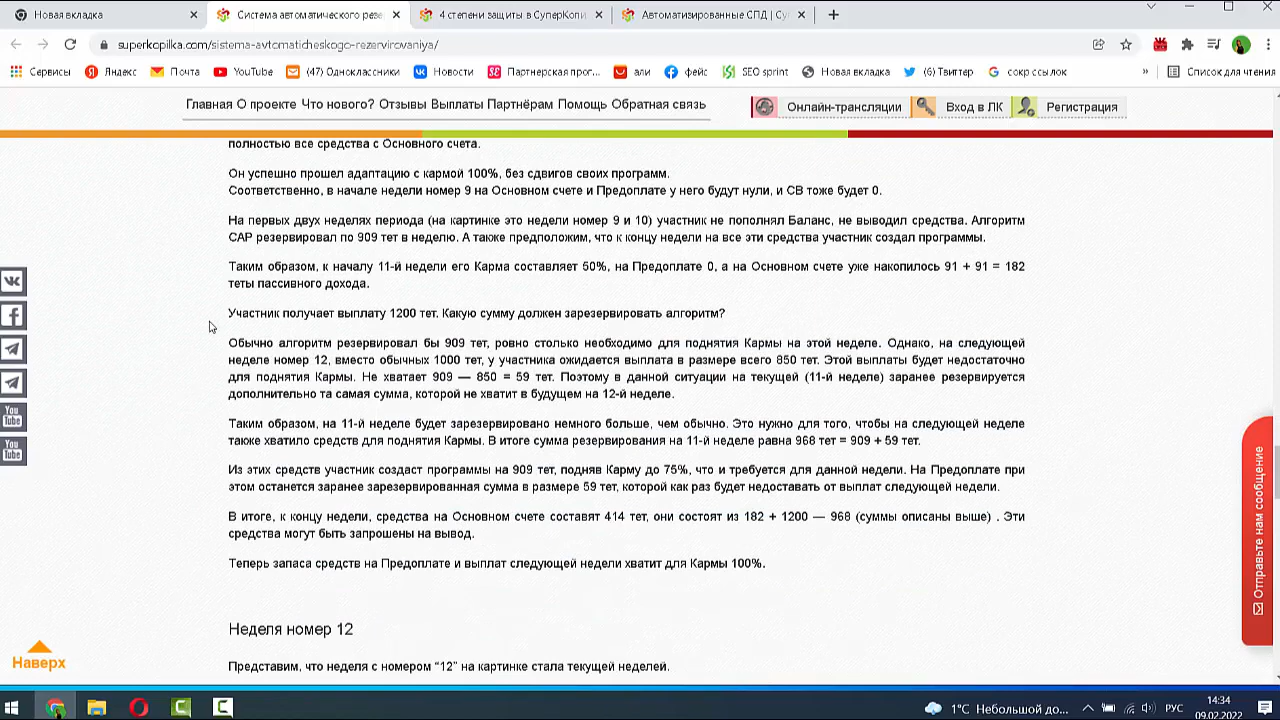 Новая вкладка
Система автоматического резе
4 степени защиты в СуперКопи
Автоматизированные СПД | Су
superkopilka.com/sistema-avtomaticheskogo-rezervirovaniya/
Сервисы Яндекс Почта YouTube (47) Одноклассники Новости Партнерская прог... али фейс SEO sprint Новая вкладка (6) Твиттер сокр ссылок » Список для чтения
Главная О проекте Что нового? Отзывы Выплаты Партнёрам Помощь Обратная связь
Онлайн-трансляции Вход в ЛК Регистрация
полностью все средства с Основного счета.
Он успешно прошел адаптацию с кармой 100%, без сдвигов своих программ.
Соответственно, в начале недели номер 9 на Основном счете и Предоплате у него будут нули, и СВ тоже будет 0.
На первых двух неделях периода (на картинке это недели номер 9 и 10) участник не пополнял Баланс, не выводил средства. Алгоритм
САР резервировал по 909 тет в неделю. А также предположим, что к концу недели на все эти средства участник создал программы.
Таким образом, к началу 11-й недели его Карма составляет 50%, на Предоплате 0, а на Основном счете уже накопилось 91 + 91 = 182
теты пассивного дохода.
Участник получает выплату 1200 тет. Какую сумму должен зарезервировать алгоритм?
Обычно алгоритм резервировал бы 909 тет, ровно столько необходимо для поднятия Кармы на этой неделе. Однако, на следующей
неделе номер 12, вместо обычных 1000 тет, у участника ожидается выплата в размере всего 850 тет. Этой выплаты будет недостаточно
для поднятия Кармы. Не хватает 909 — 850 = 59 тет. Поэтому в данной ситуации на текущей (11-й неделе) заранее резервируется
дополнительно та самая сумма, которой не хватит в будущем на 12-й неделе.
Таким образом, на 11-й неделе будет зарезервировано немного больше, чем обычно. Это нужно для того, чтобы на следующей неделе
также хватило средств для поднятия Кармы. В итоге сумма резервирования на 11-й неделе равна 968 тет = 909 + 59 тет.
Из этих средств участник создаст программы на 909 тет, подняв Карму до 75%, что и требуется для данной недели. На Предоплате при
этом останется заранее зарезервированная сумма в размере 59 тет, которой как раз будет недоставать от выплат следующей недели.
В итоге, к концу недели, средства на Основном счете составят 414 тет, они состоят из 182 + 1200 — 968 (суммы описаны выше) . Эти
средства могут быть запрошены на вывод.
Теперь запаса средств на Предоплате и выплат следующей недели хватит для Кармы 100%.
Неделя номер 12
Представим, что неделя с номером “12” на картинке стала текущей неделей.
You
Tube
You
Tube
Наверх
Отправьте нам сообщение
1°C Небольшой до...
РУС
14:34
09.02.2022